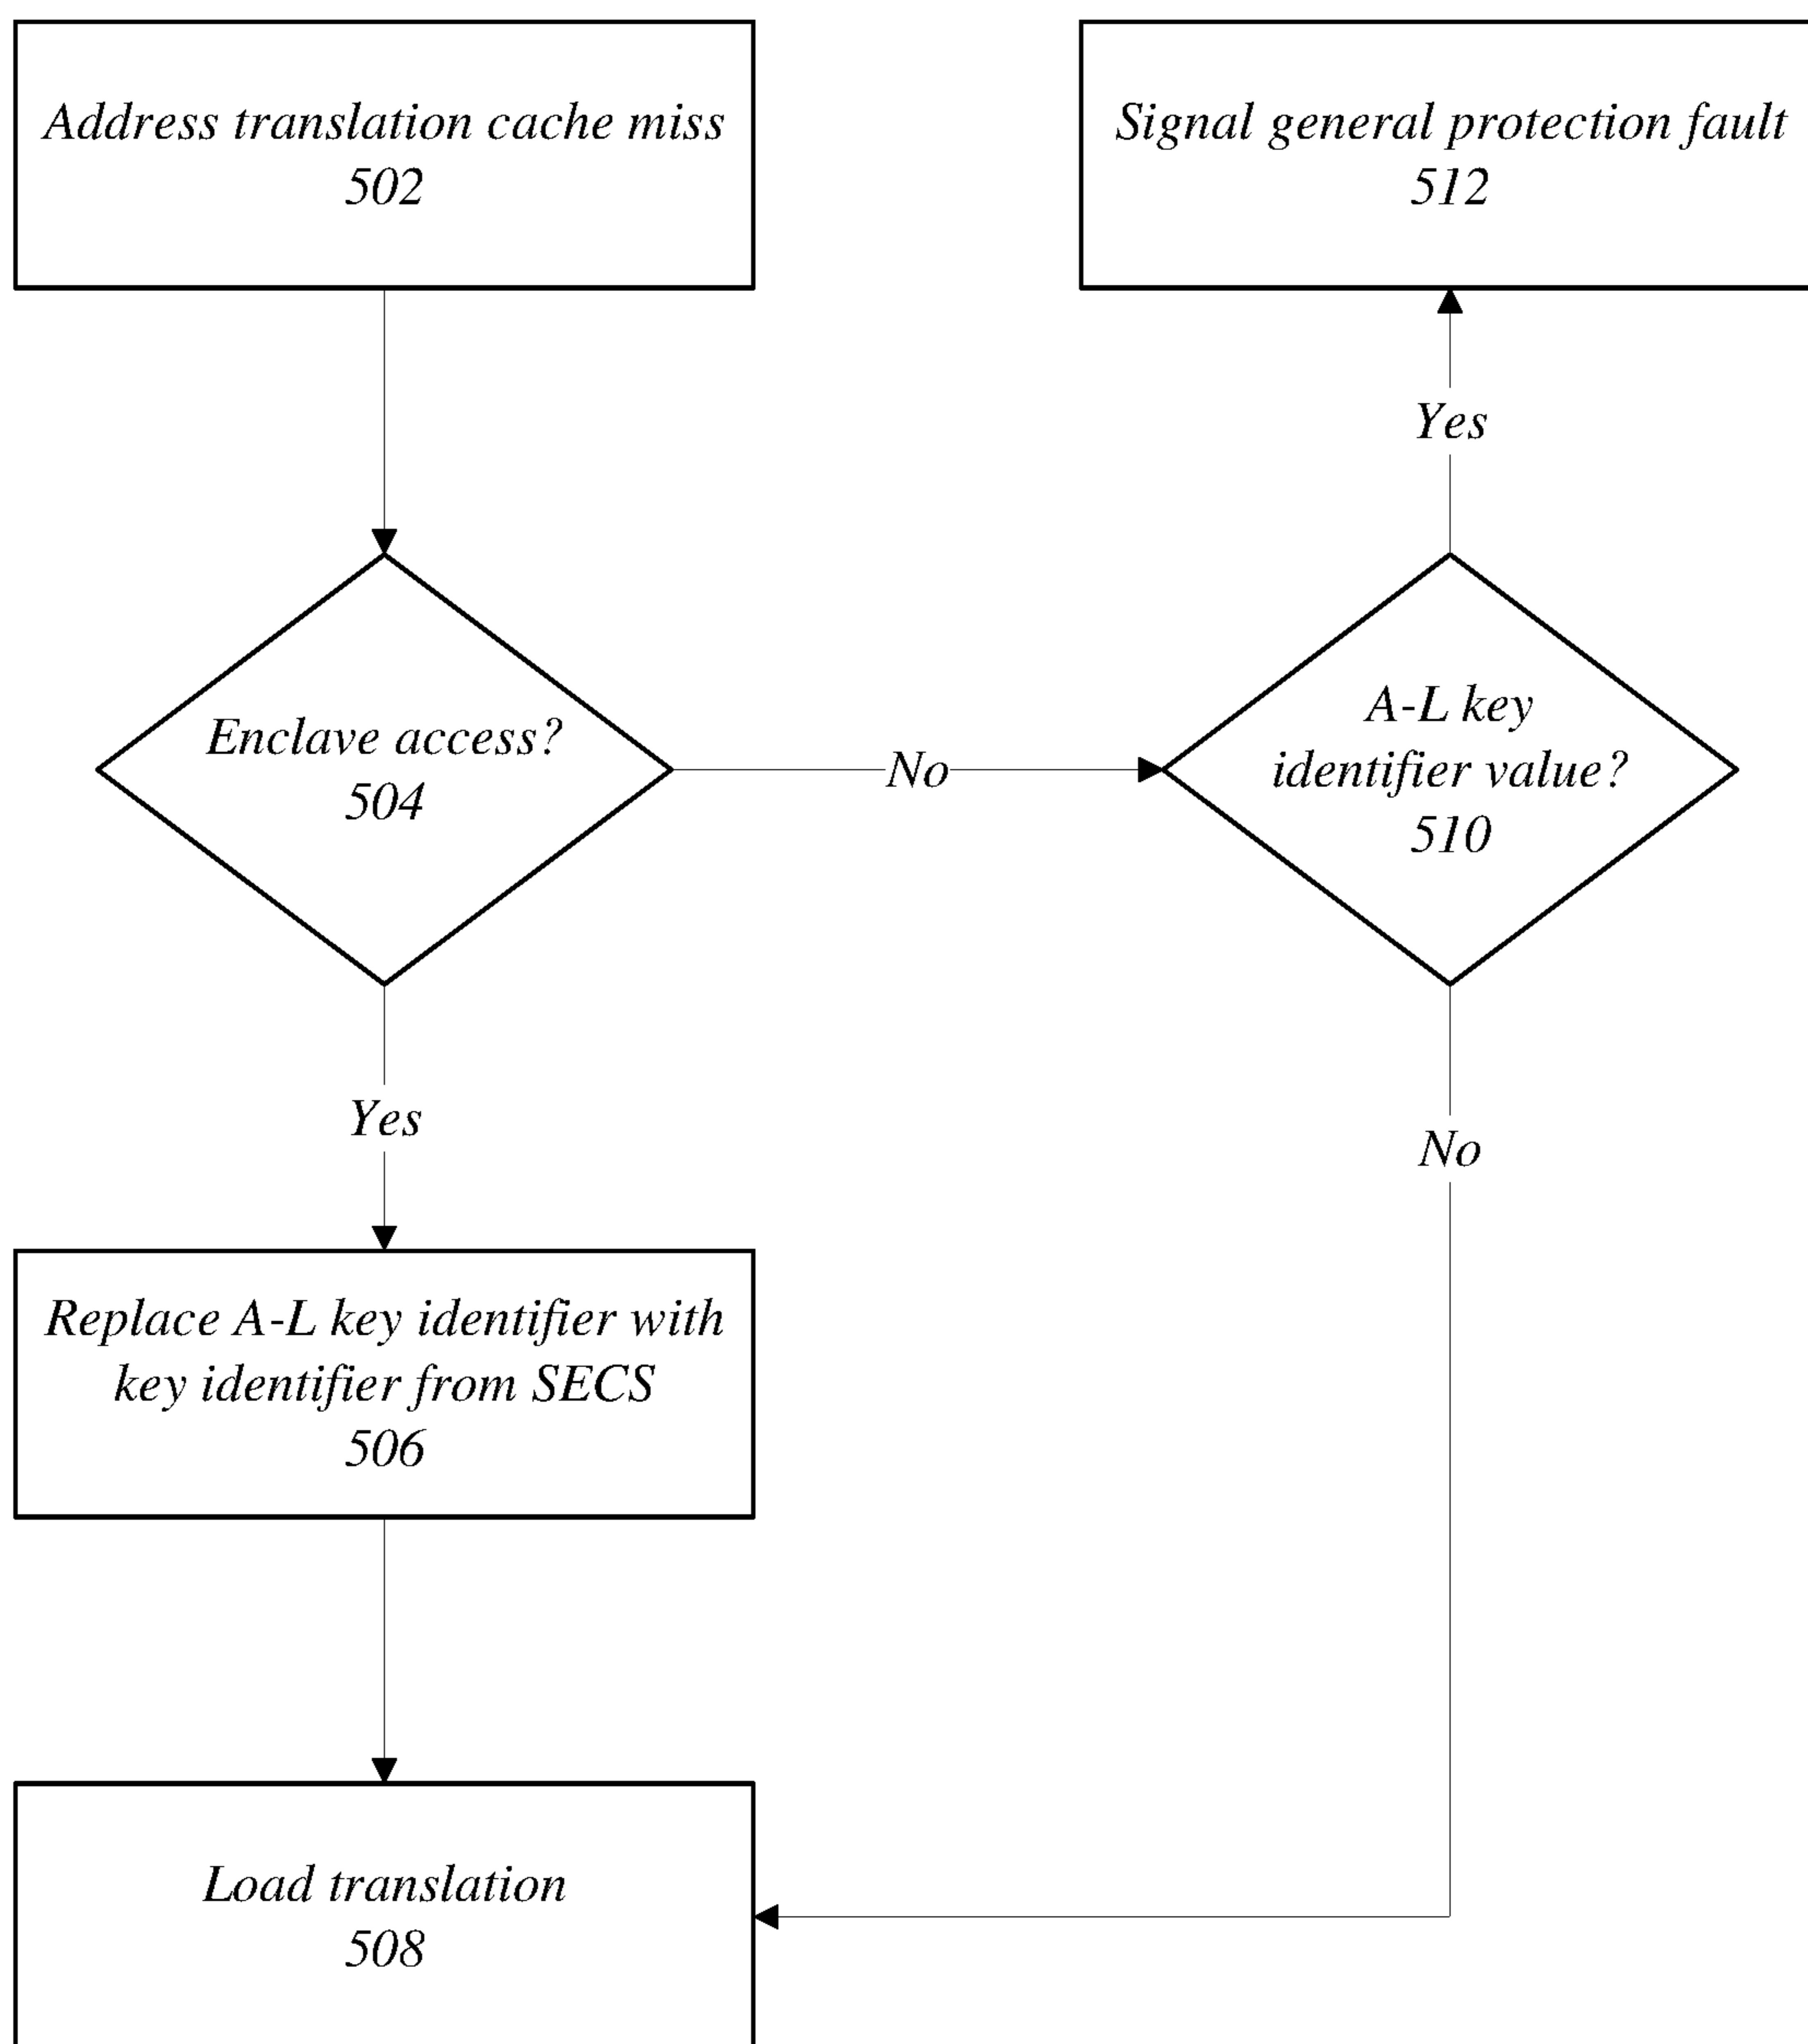 Address translation cache miss
502
Signal general protection fault
512
Yes
Enclave access?
504
No
A-L key
identifier value?
510
Yes
No
Replace A-L key identifier with
key identifier from SECS
506
Load translation
508